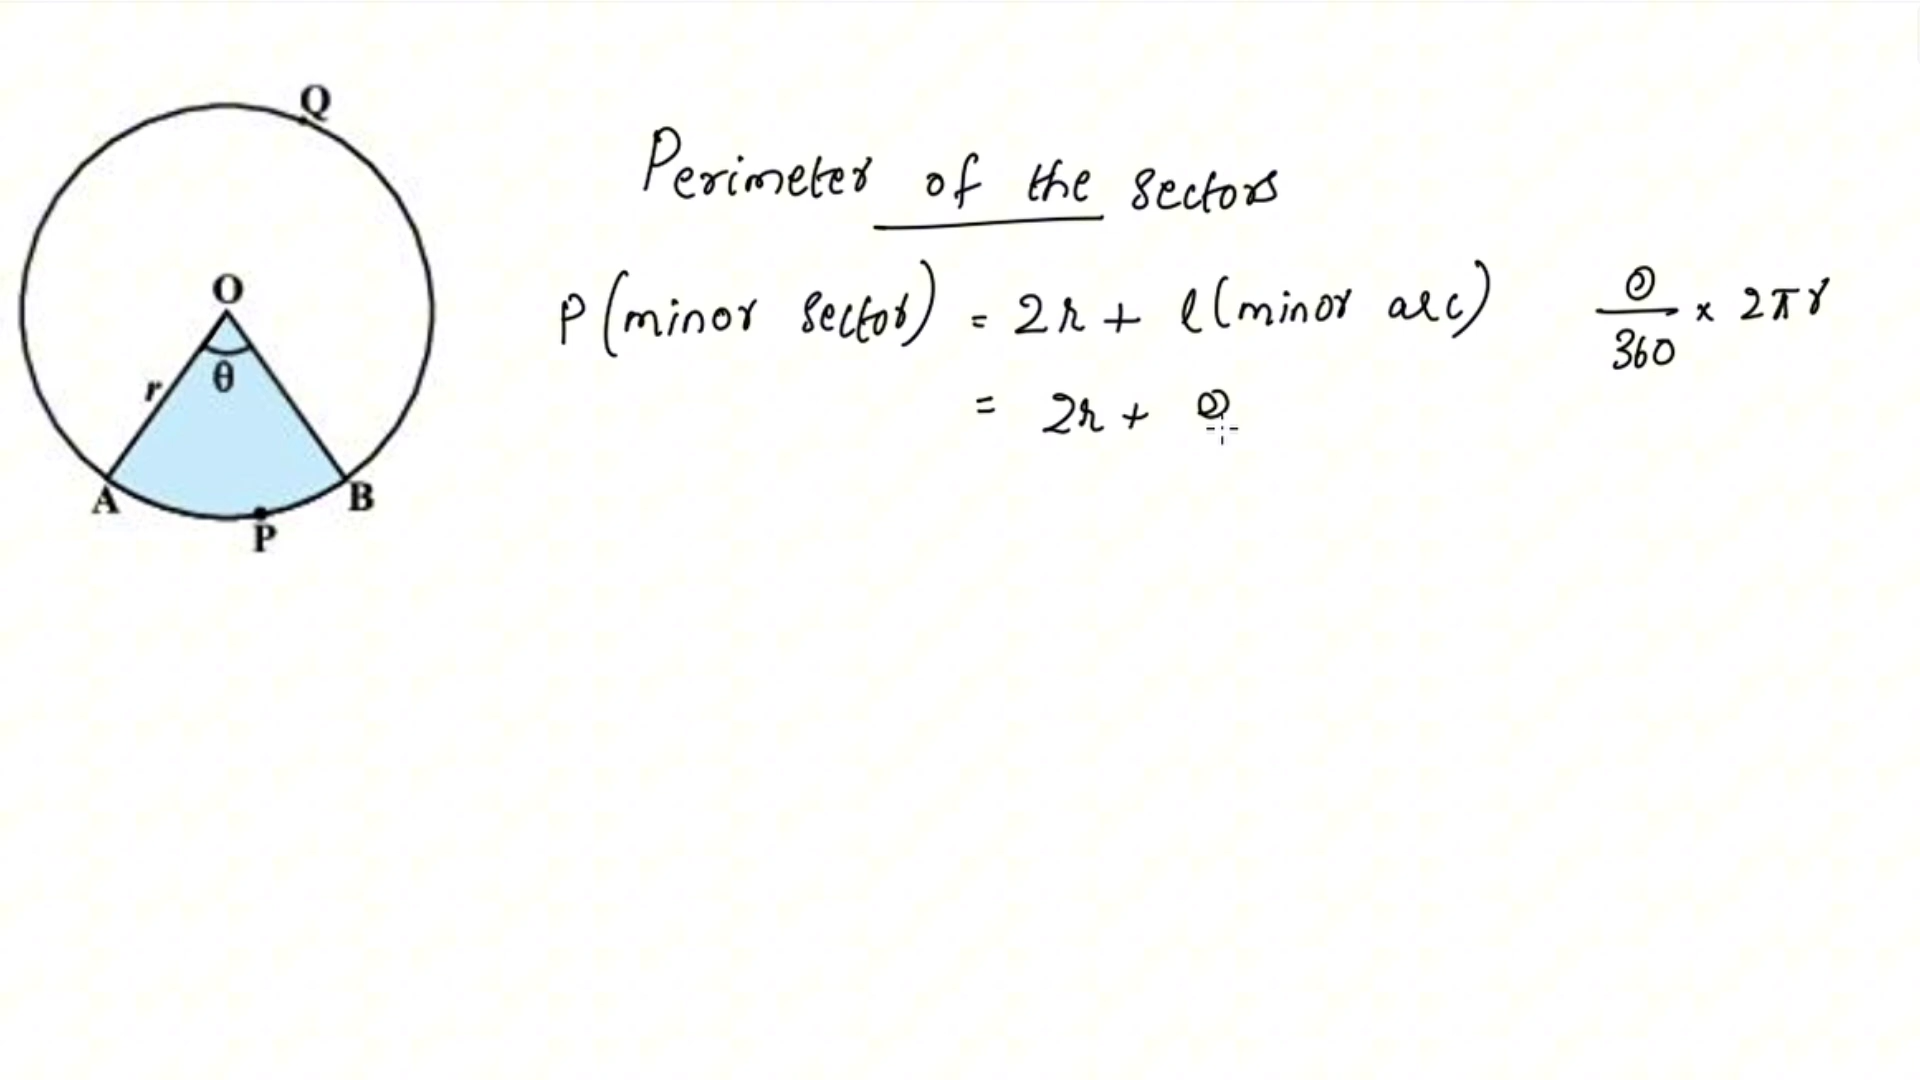 Q
O
θ
r
A
B
P
Perimeter of the sectors
P (minor sector) = 2r + l (minor arc) θ/360 × 2πr
= 2r + θ